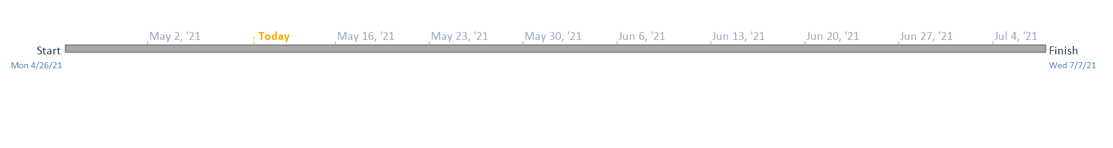 May 2, '21 Today May 16, '21 May 23, '21 May 30, '21 Jun 6, '21 Jun 13, '21 Jun 20, '21 Jun 27, '21 Jul 4, '21
Start Finish
Mon 4/26/21 Wed 7/7/21